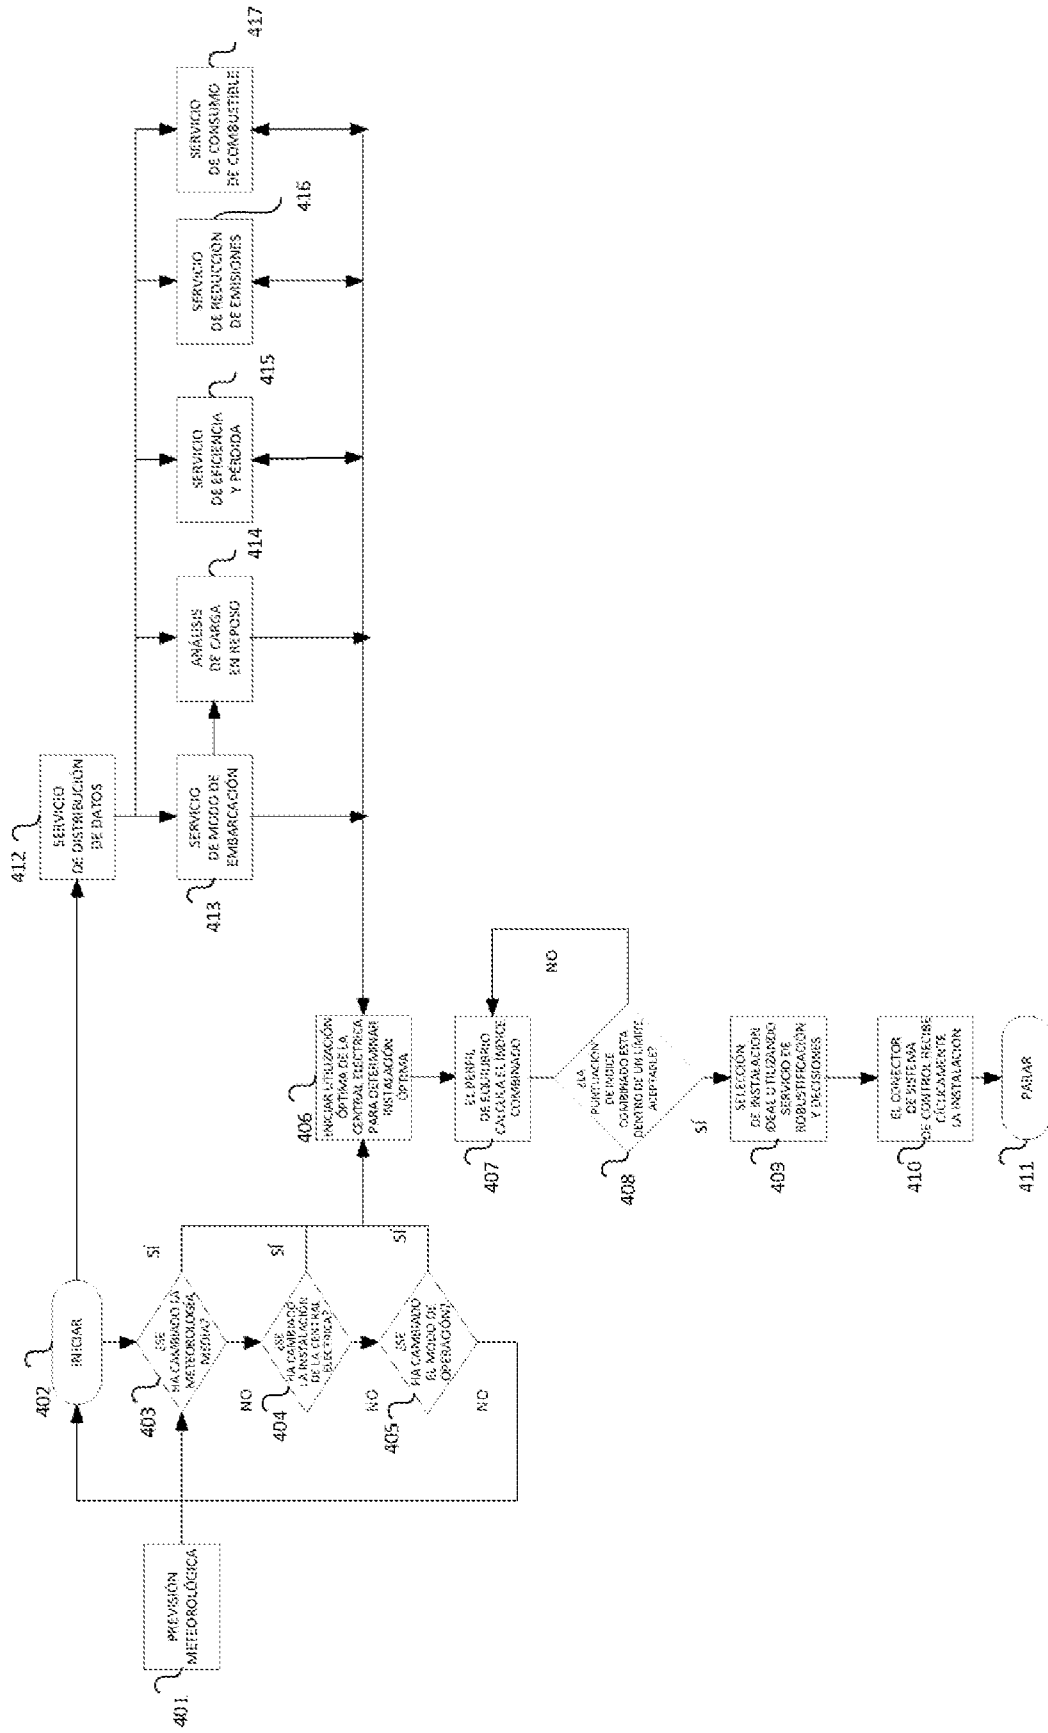 401
PREVISIÓN
METEOROLÓGICA
402
INICIAR
403
¿SE
HA CAMBIADO LA
METEOROLOGÍA
MEDIA?
SÍ
NO
404
¿SE
HA CAMBIADO
LA INSTALACIÓN
DE LA CENTRAL
ELÉCTRICA?
SÍ
NO
405
¿SE
HA CAMBIADO
EL MODO DE
OPERACIÓN?
SÍ
NO
406
INICIAR UTILIZACIÓN
ÓPTIMA DE LA
CENTRAL ELÉCTRICA
PARA DETERMINAR
INSTALACIÓN
ÓPTIMA
407
EL PERFIL
DE EQUILIBRIO
CALCULA EL ÍNDICE
COMBINADO
408
¿LA
PUNTUACIÓN
DE ÍNDICE
COMBINADO ESTÁ
DENTRO DE UN LÍMITE
ACEPTABLE?
NO
SÍ
409
SELECCIÓN
DE INSTALACIÓN
IDEAL UTILIZANDO
SERVICIO DE
ROBUSTIFICACIÓN
Y DECISIONES
410
EL CONECTOR
DE SISTEMA
DE CONTROL RECIBE
CÍCLICAMENTE
LA INSTALACIÓN
411
PARAR
412
SERVICIO
DE DISTRIBUCIÓN
DE DATOS
413
SERVICIO
DE MODO DE
EMBARCACIÓN
414
ANÁLISIS
DE CARGA
EN REPOSO
415
SERVICIO
DE EFICIENCIA
Y PÉRDIDA
416
SERVICIO
DE REDUCCIÓN
DE EMISIONES
417
SERVICIO
DE CONSUMO
DE COMBUSTIBLE